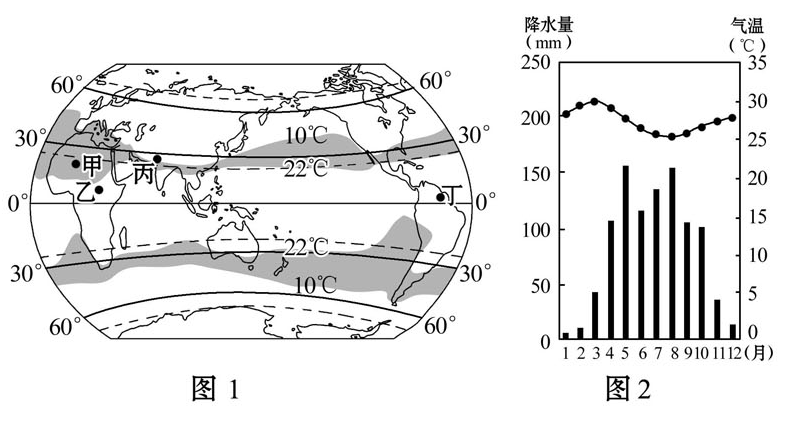 60° 60°
10℃
30° 30°
甲 22℃
乙 丙 丁
0° 0°
22℃
30° 10℃ 30°
60° 60°
图 1
降水量 气温
(mm) (℃)
250 35
200 30
25
150 20
100 15
10
50 5
0 0
1 2 3 4 5 6 7 8 9 10 11 12 (月)
图 2